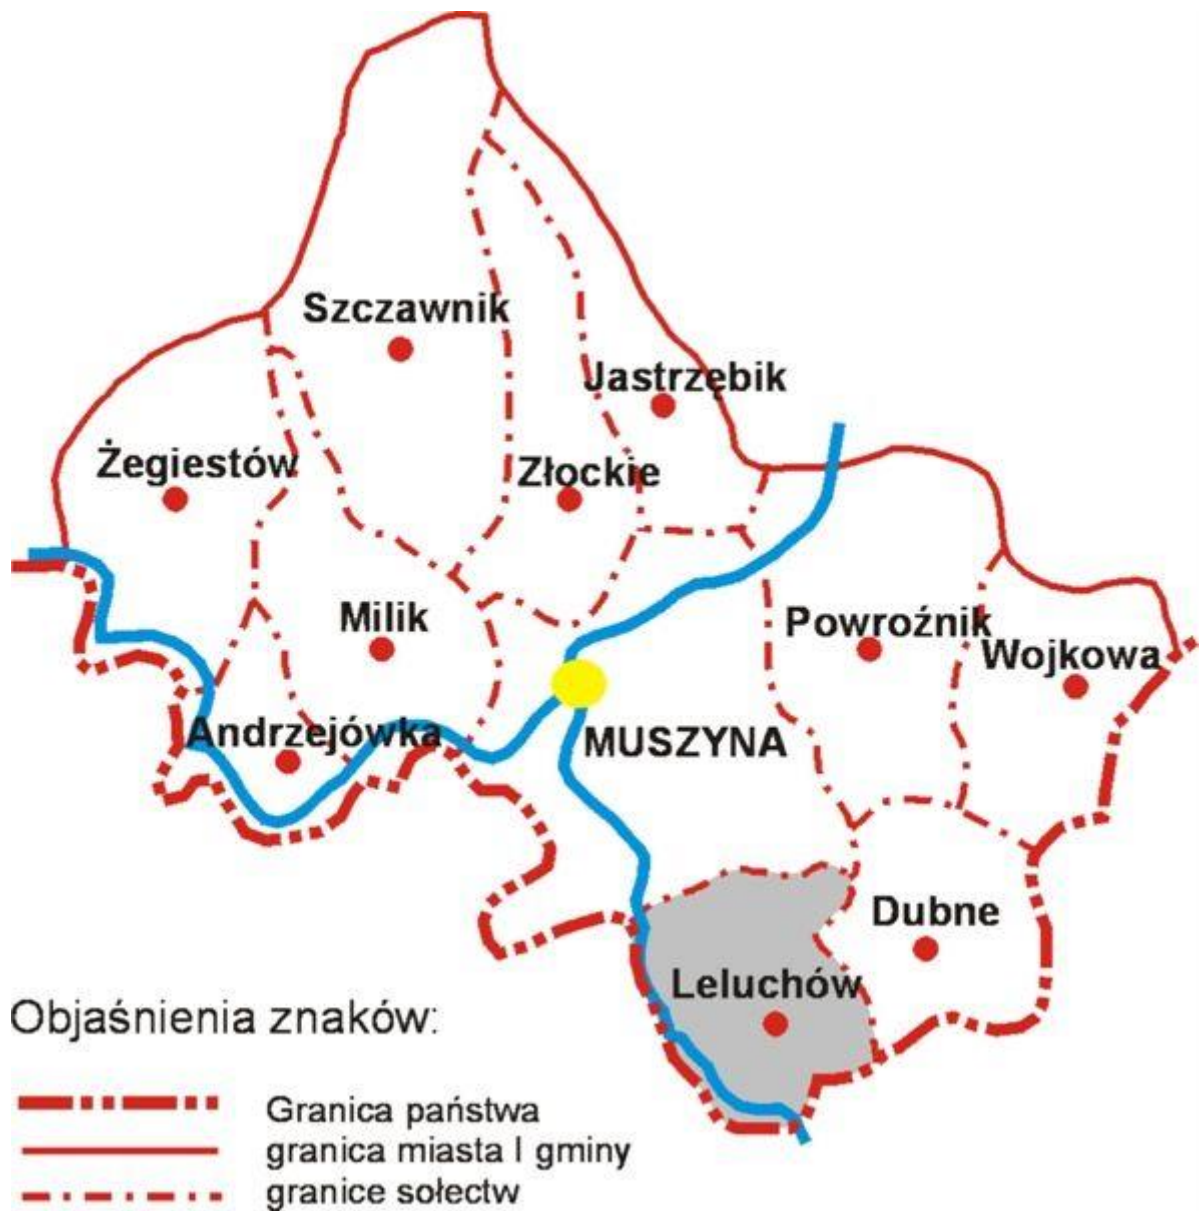 Szczawnik
Jastrzębik
Żegiestów
Złockie
Milik
Powroźnik
Wojkowa
Andrzejówka
MUSZYNA
Dubne
Leluchów
Objaśnienia znaków:
Granica państwa
granica miasta I gminy
granice sołectw